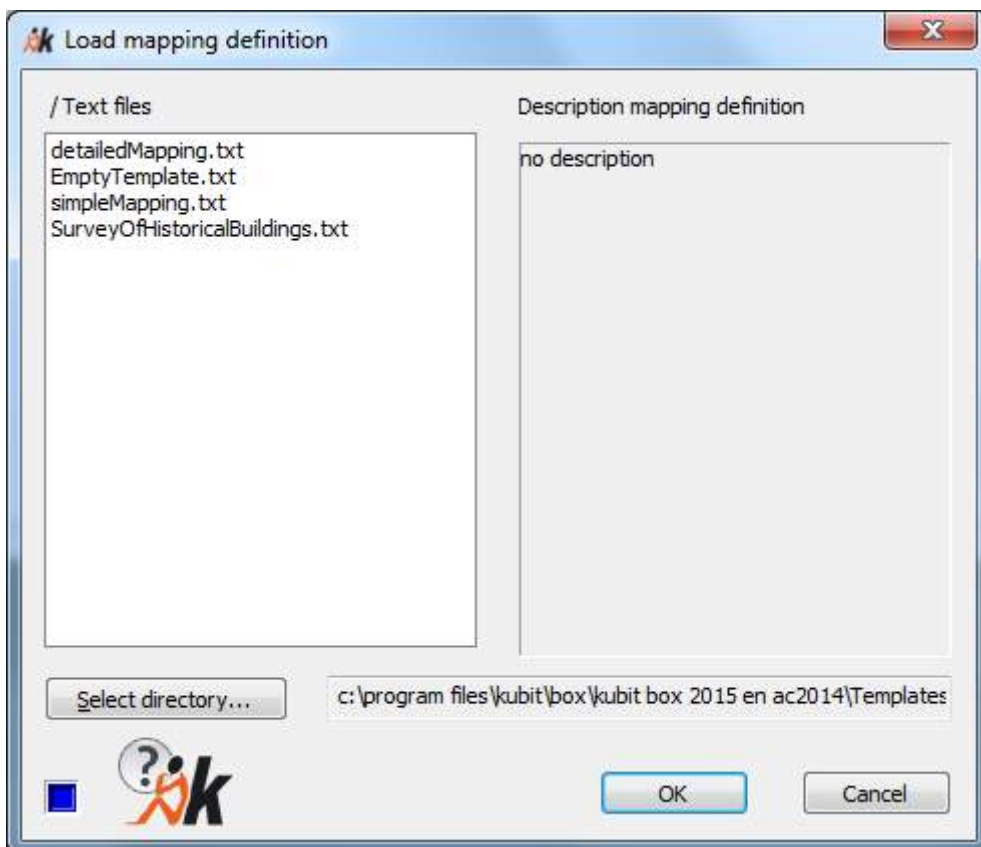 Load mapping definition
/ Text files
detailedMapping.txt
EmptyTemplate.txt
simpleMapping.txt
SurveyOfHistoricalBuildings.txt
Description mapping definition
no description
Select directory...
c:\program files\kubit\box\kubit box 2015 en ac2014\Templates
? k
OK
Cancel